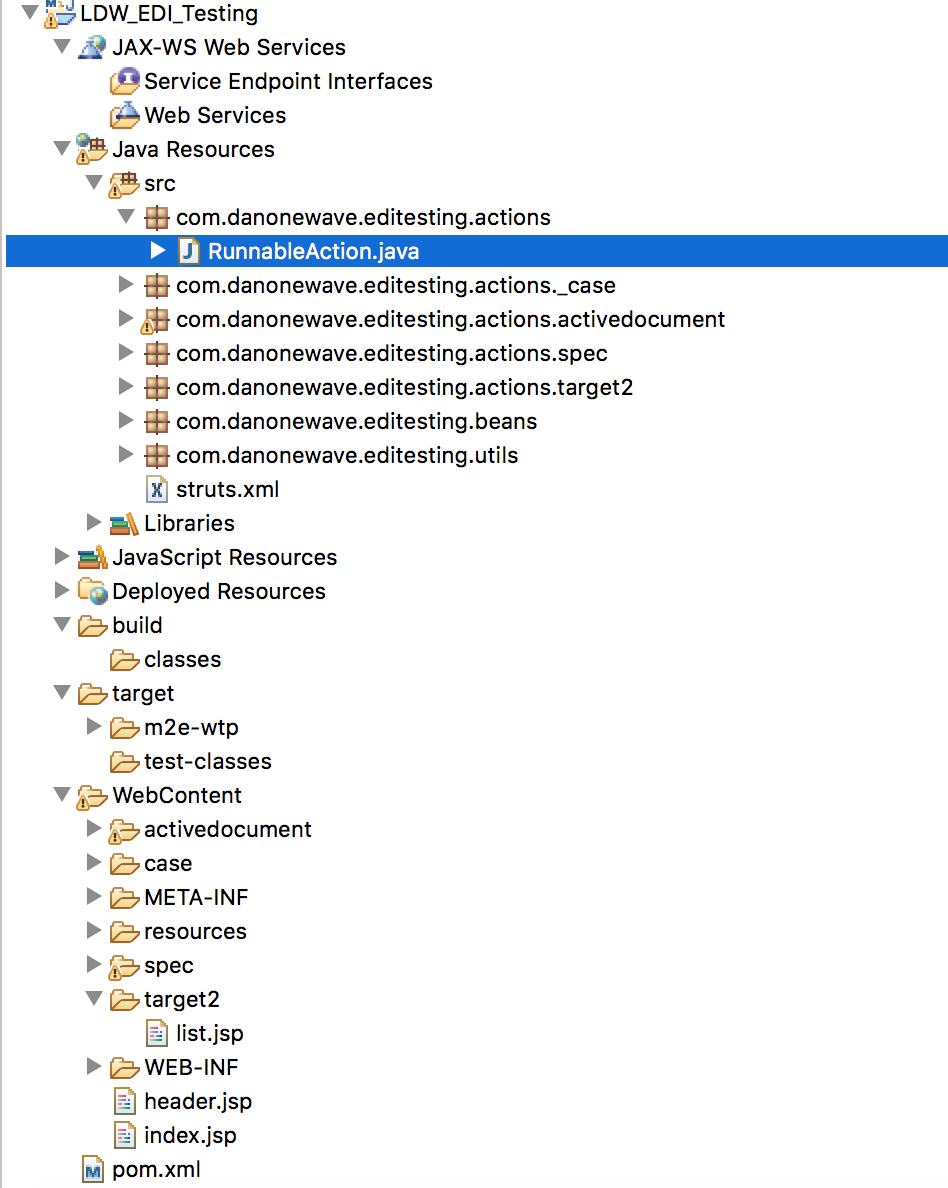 LDW_EDI_Testing
JAX-WS Web Services
Service Endpoint Interfaces
Web Services
Java Resources
src
com.danonewave.editesting.actions
RunnableAction.java
com.danonewave.editesting.actions._case
com.danonewave.editesting.actions.activedocument
com.danonewave.editesting.actions.spec
com.danonewave.editesting.actions.target2
com.danonewave.editesting.beans
com.danonewave.editesting.utils
struts.xml
Libraries
JavaScript Resources
Deployed Resources
build
classes
target
m2e-wtp
test-classes
WebContent
activedocument
case
META-INF
resources
spec
target2
list.jsp
WEB-INF
header.jsp
index.jsp
pom.xml